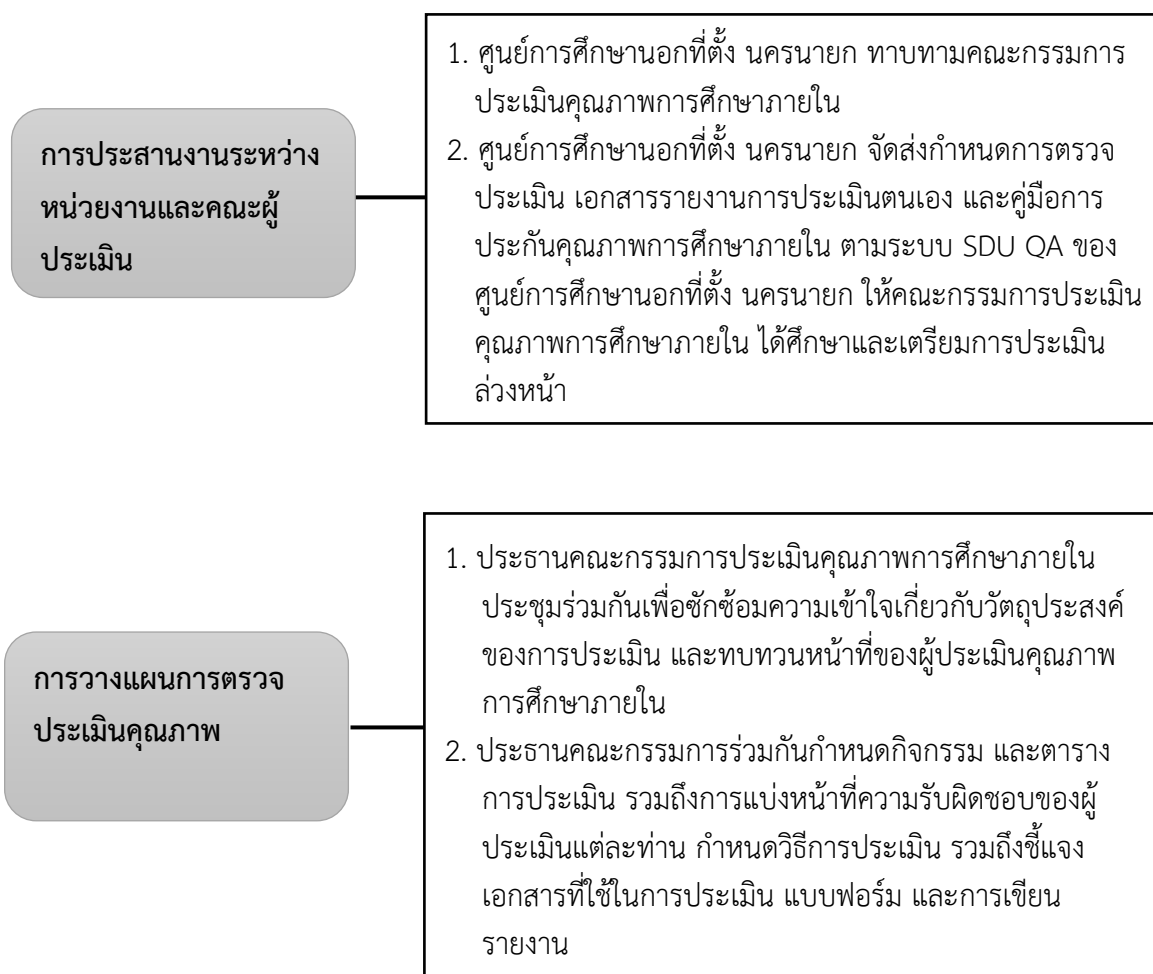 การประสานงานระหว่าง
หน่วยงานและคณะผู้
ประเมิน
1. ศูนย์การศึกษานอกที่ตั้ง นครนายก ทาบทามคณะกรรมการ
ประเมินคุณภาพการศึกษาภายใน
2. ศูนย์การศึกษานอกที่ตั้ง นครนายก จัดส่งกำหนดการตรวจ
ประเมิน เอกสารรายงานการประเมินตนเอง และคู่มือการ
ประกันคุณภาพการศึกษาภายใน ตามระบบ SDU QA ของ
ศูนย์การศึกษานอกที่ตั้ง นครนายก ให้คณะกรรมการประเมิน
คุณภาพการศึกษาภายใน ได้ศึกษาและเตรียมการประเมิน
ล่วงหน้า
การวางแผนการตรวจ
ประเมินคุณภาพ
1. ประธานคณะกรรมการประเมินคุณภาพการศึกษาภายใน
ประชุมร่วมกันเพื่อซักซ้อมความเข้าใจเกี่ยวกับวัตถุประสงค์
ของการประเมิน และทบทวนหน้าที่ของผู้ประเมินคุณภาพ
การศึกษาภายใน
2. ประธานคณะกรรมการร่วมกันกำหนดกิจกรรม และตาราง
การประเมิน รวมถึงการแบ่งหน้าที่ความรับผิดชอบของผู้
ประเมินแต่ละท่าน กำหนดวิธีการประเมิน รวมถึงชี้แจง
เอกสารที่ใช้ในการประเมิน แบบฟอร์ม และการเขียน
รายงาน